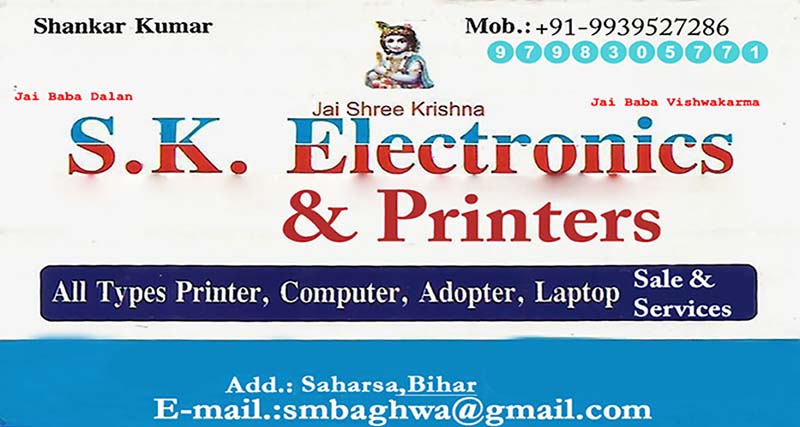 Shankar Kumar
Mob.: +91-9939527286
9798305771
Jai Baba Dalan
Jai Shree Krishna
Jai Baba Vishwakarma
S.K. Electronics
& Printers
All Types Printer, Computer, Adopter, Laptop
Sale &
Services
Add.: Saharsa,Bihar
E-mail.:smbaghwa@gmail.com